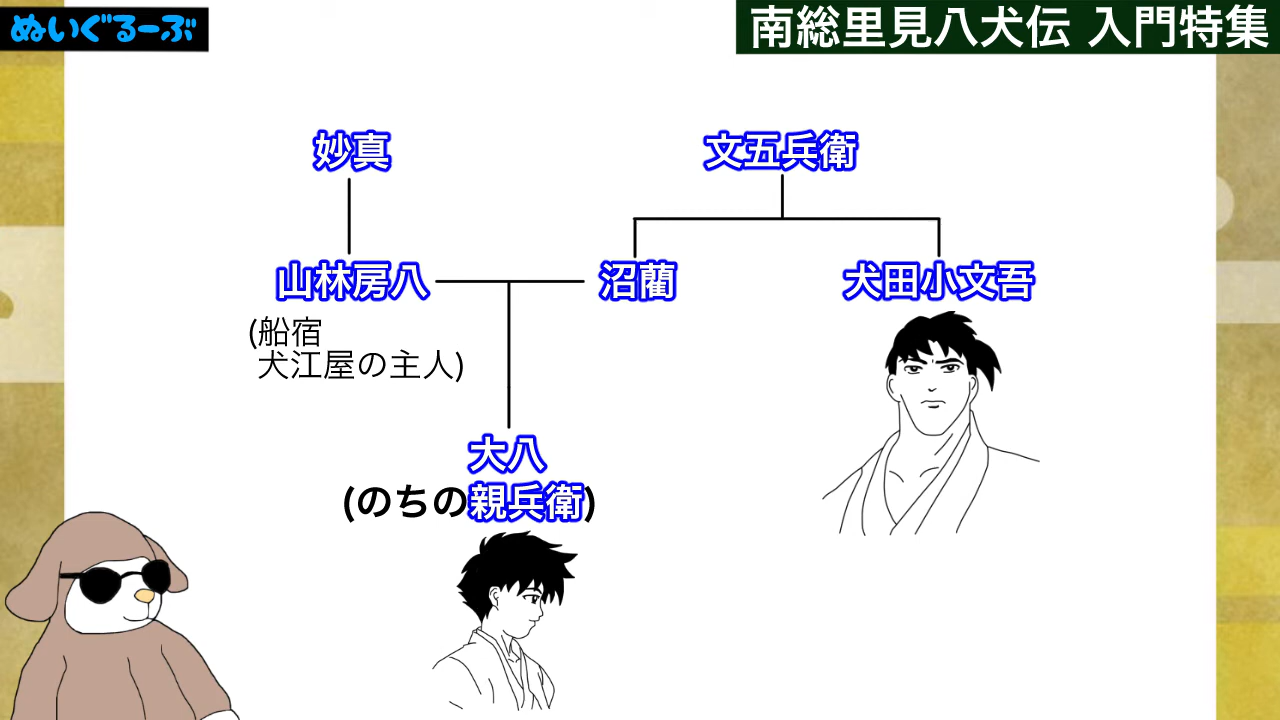 ぬいぐるーぶ
南総里見八犬伝 入門特集
妙真
文五兵衛
山林房八
沼藺
犬田小文吾
(船宿
犬江屋の主人)
大八
(のちの親兵衛)